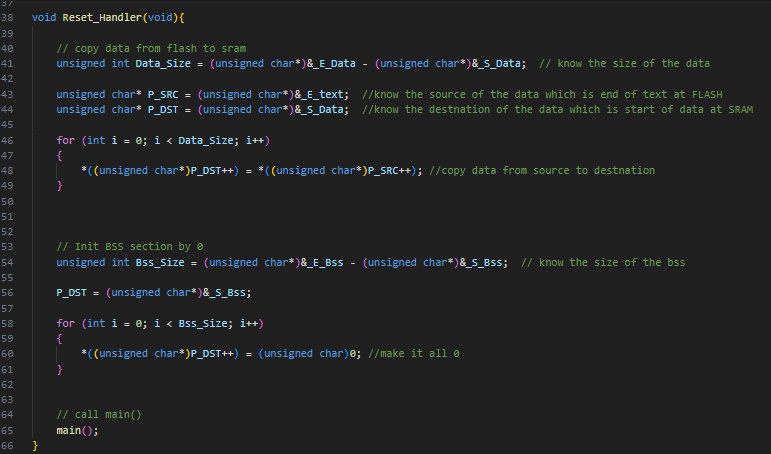 37
38 void Reset_Handler(void){
39
40 // copy data from flash to sram
41 unsigned int Data_Size = (unsigned char*)&_E_Data - (unsigned char*)&_S_Data; // know the size of the data
42
43 unsigned char* P_SRC = (unsigned char*)&_E_text; //know the source of the data which is end of text at FLASH
44 unsigned char* P_DST = (unsigned char*)&_S_Data; //know the destnation of the data which is start of data at SRAM
45
46 for (int i = 0; i < Data_Size; i++)
47 {
48 *((unsigned char*)P_DST++) = *((unsigned char*)P_SRC++); //copy data from source to destnation
49 }
50
51
52
53 // Init BSS section by 0
54 unsigned int Bss_Size = (unsigned char*)&_E_Bss - (unsigned char*)&_S_Bss; // know the size of the bss
55
56 P_DST = (unsigned char*)&_S_Bss;
57
58 for (int i = 0; i < Bss_Size; i++)
59 {
60 *((unsigned char*)P_DST++) = (unsigned char)0; //make it all 0
61 }
62
63
64 // call main()
65 main();
66 }